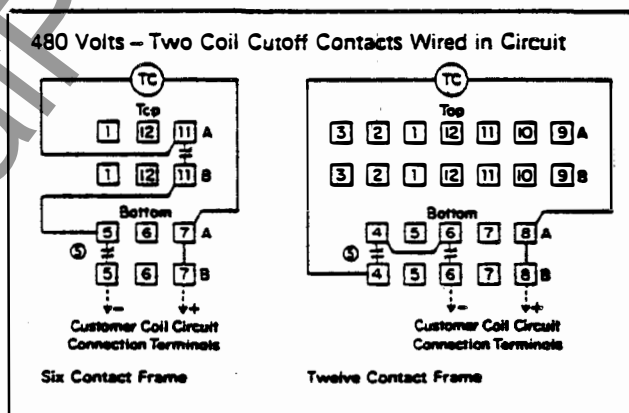 480 Volts – Two Coil Cutoff Contacts Wired in Circuit
TC TC
Top Top
1 12 11 A 3 2 1 12 11 10 9 A
1 12 11 B 3 2 1 12 11 10 9 B
Bottom Bottom
5 6 7 A 4 5 6 7 8 A
⑤ ⑤
5 6 7 B 4 5 6 7 8 B
- + - +
Customer Coil Circuit Customer Coil Circuit
Connection Terminals Connection Terminals
Six Contact Frame Twelve Contact Frame